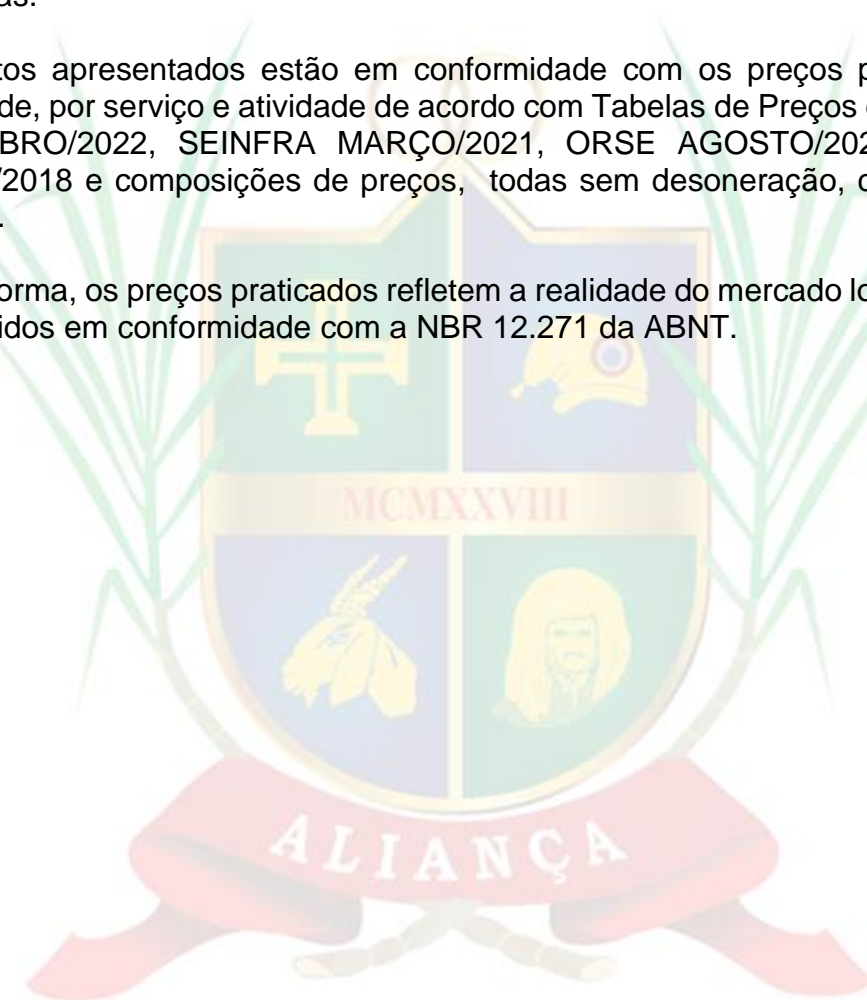 as.
tos apresentados estão em conformidade com os preços p
de, por serviço e atividade de acordo com Tabelas de Preços
BRO/2022, SEINFRA MARÇO/2021, ORSE AGOSTO/202
/2018 e composições de preços, todas sem desoneração,
.
orma, os preços praticados refletem a realidade do mercado lo
idos em conformidade com a NBR 12.271 da ABNT.
MCMXXVIII
ALIANÇA